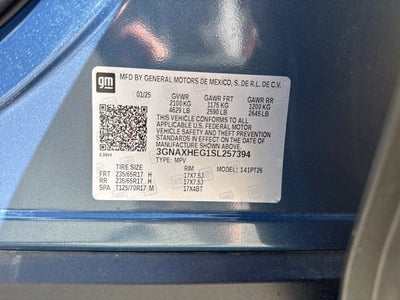 gm
MFD BY GENERAL MOTORS DE MEXICO, S. DE R.L. DE C.V.
01/25 GVWR GAWR FRT GAWR RR
2100 KG 1175 KG 1200 KG
4629 LB 2590 LB 2645 LB
THIS VEHICLE CONFORMS TO ALL APPLICABLE
U.S. FEDERAL MOTOR
VEHICLE SAFETY AND THEFT PREVENTION
STANDARDS IN EFFECT ON THE DATE OF
MANUFACTURE SHOWN ABOVE.
3GNAXHEG1SL257394
TYPE: MPV
TIRE SIZE RIM MODEL: 141PT26
FRT 235/65R17 H 17X7.5J
RR 235/65R17 H 17X7.5J
SPA T125/70R17 M 17X4BT